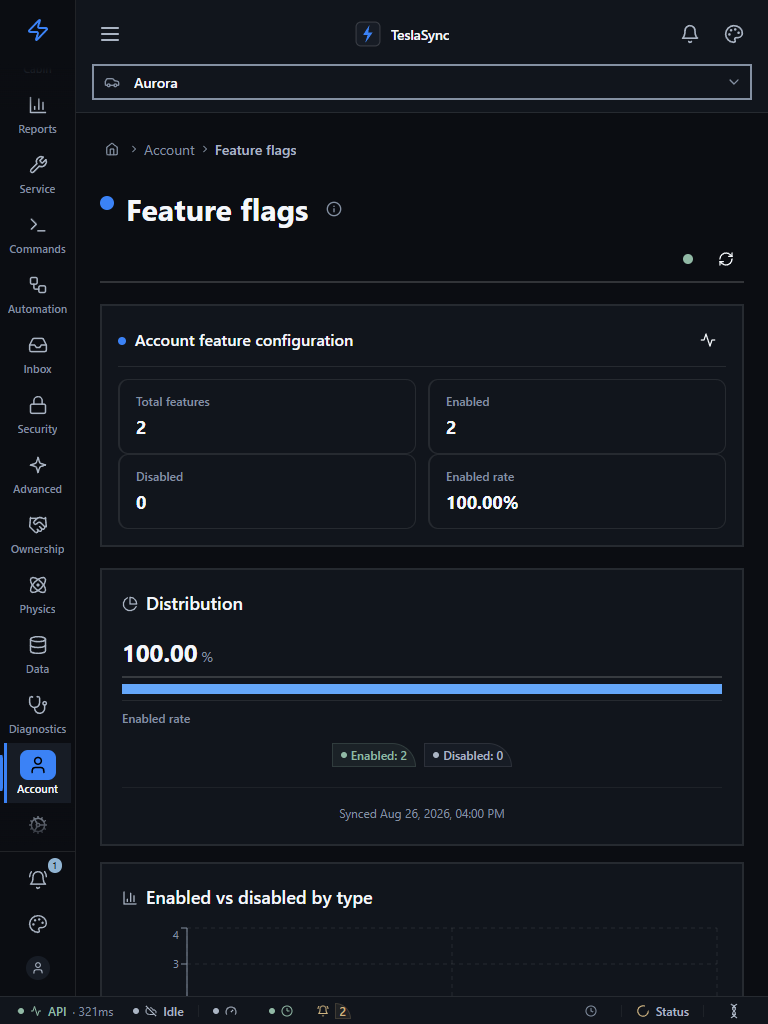 TeslaSync
Aurora
Reports
Service
Commands
Automation
Inbox
Security
Advanced
Ownership
Physics
Data
Diagnostics
Account
1
Account
Feature flags
Feature flags
Account feature configuration
Total features
2
Enabled
2
Disabled
0
Enabled rate
100.00%
Distribution
100.00 %
Enabled rate
Enabled: 2
Disabled: 0
Synced Aug 26, 2026, 04:00 PM
Enabled vs disabled by type
4
3
API · 321ms
Idle
2
Status